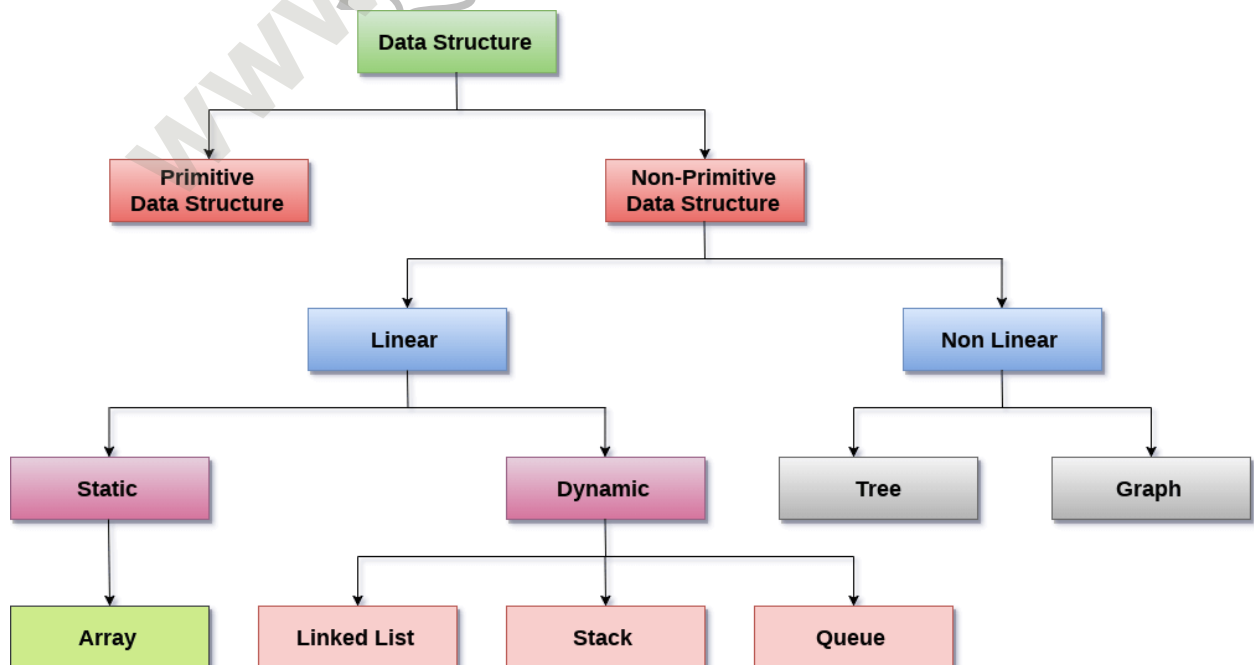 www.
Data Structure
Primitive
Data Structure
Non-Primitive
Data Structure
Linear
Non Linear
Static
Dynamic
Tree
Graph
Array
Linked List
Stack
Queue